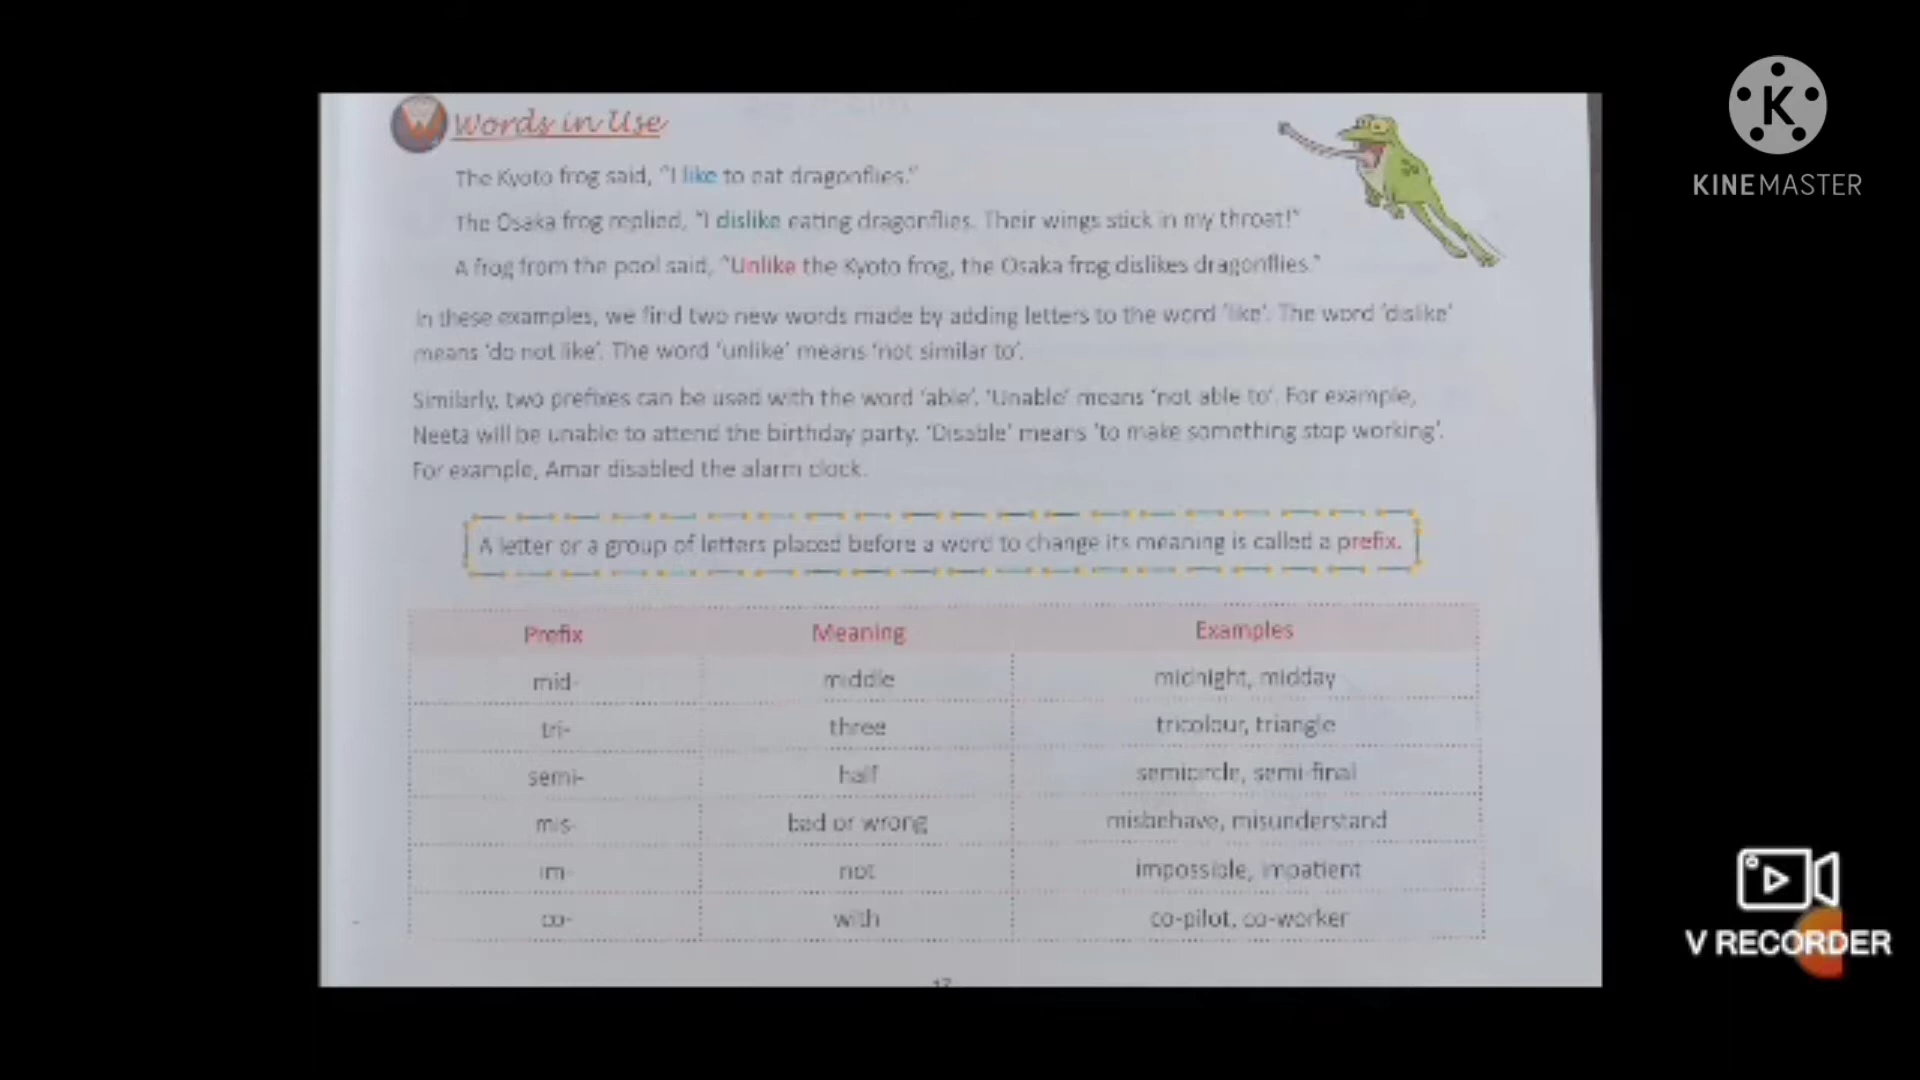 Words in Use
The Kyoto frog said, "I like to eat dragonflies."
The Osaka frog replied, "I dislike eating dragonflies. Their wings stick in my throat!"
A frog from the pool said, "Unlike the Kyoto frog, the Osaka frog dislikes dragonflies."
In these examples, we find two new words made by adding letters to the word 'like'. The word 'dislike'
means 'do not like'. The word 'unlike' means 'not similar to'.
Similarly, two prefixes can be used with the word 'able'. 'Unable' means 'not able to'. For example,
Neeta will be unable to attend the birthday party. 'Disable' means 'to make something stop working'.
For example, Amar disabled the alarm clock.
A letter or a group of letters placed before a word to change its meaning is called a prefix.
Prefix Meaning Examples
mid- middle midnight, midday
tri- three tricolour, triangle
semi- half semicircle, semi-final
mis- bad or wrong misbehave, misunderstand
im- not impossible, impatient
co- with co-pilot, co-worker
K
KINEMASTER
V RECORDER